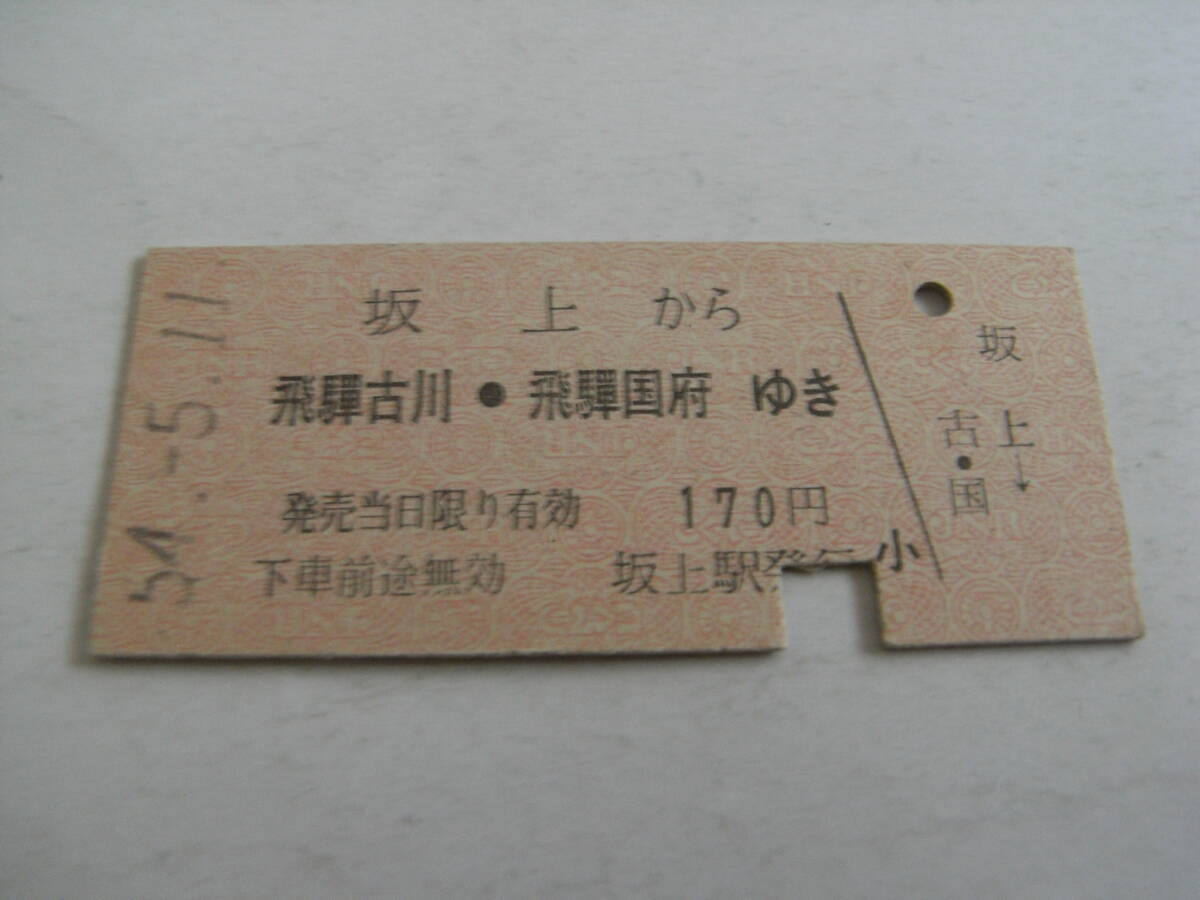 54.-5.11
坂上から
飛騨古川・飛騨国府 ゆき
発売当日限り有効 170円
下車前途無効 坂上駅発行
小
坂上→
古・国